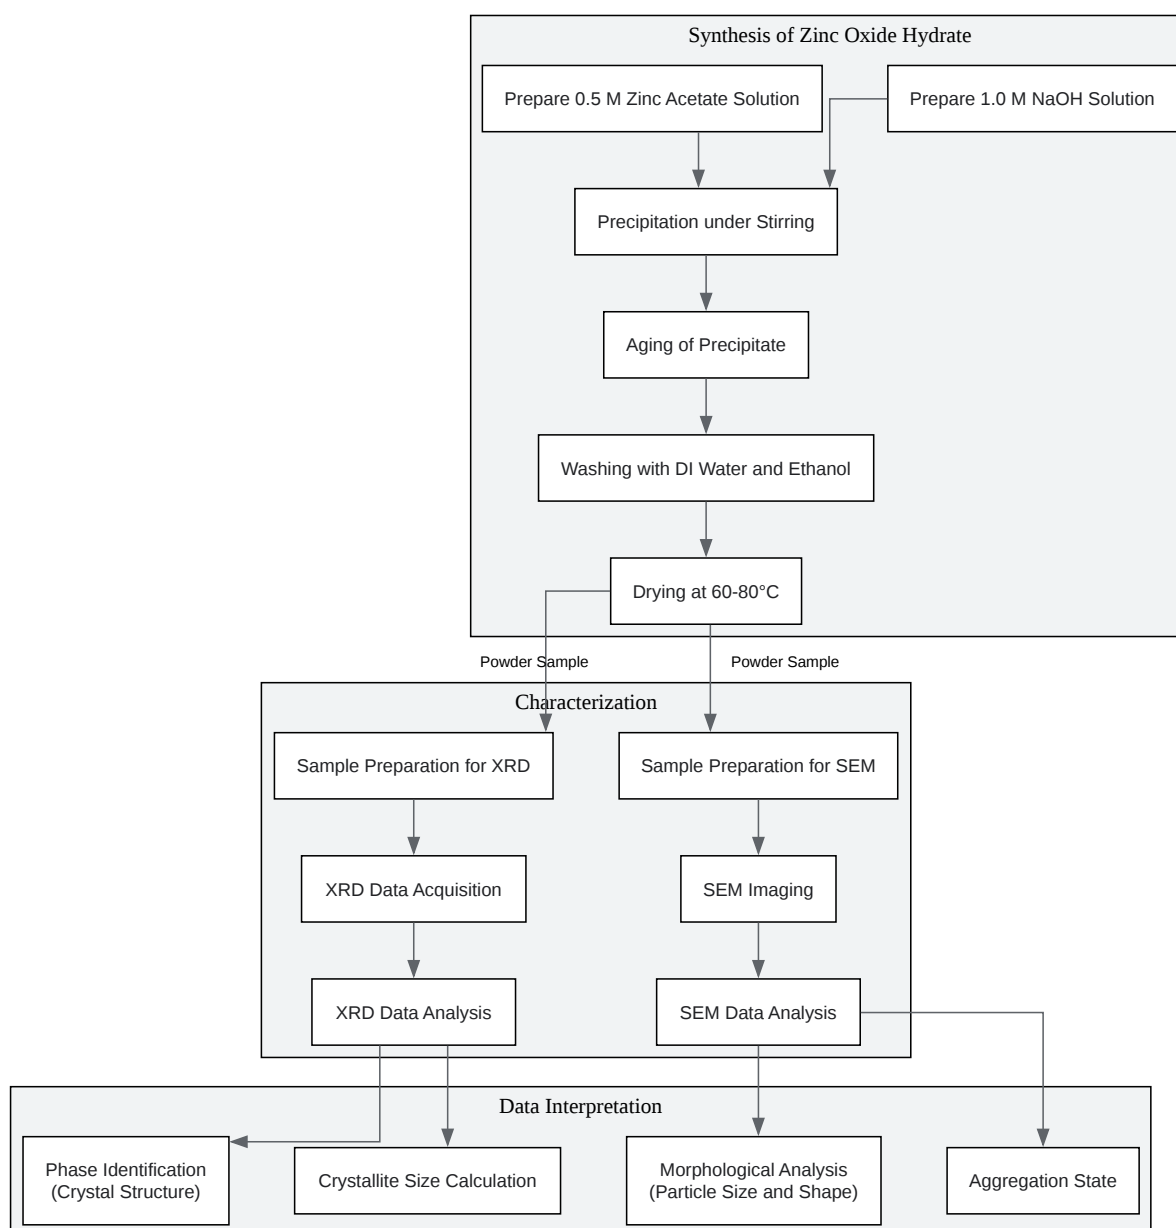 Synthesis of Zinc Oxide Hydrate
Prepare 0.5 M Zinc Acetate Solution
Prepare 1.0 M NaOH Solution
Precipitation under Stirring
Aging of Precipitate
Washing with DI Water and Ethanol
Drying at 60-80°C
Powder Sample
Powder Sample
Characterization
Sample Preparation for XRD
Sample Preparation for SEM
XRD Data Acquisition
SEM Imaging
XRD Data Analysis
SEM Data Analysis
Data Interpretation
Phase Identification
(Crystal Structure)
Crystallite Size Calculation
Morphological Analysis
(Particle Size and Shape)
Aggregation State